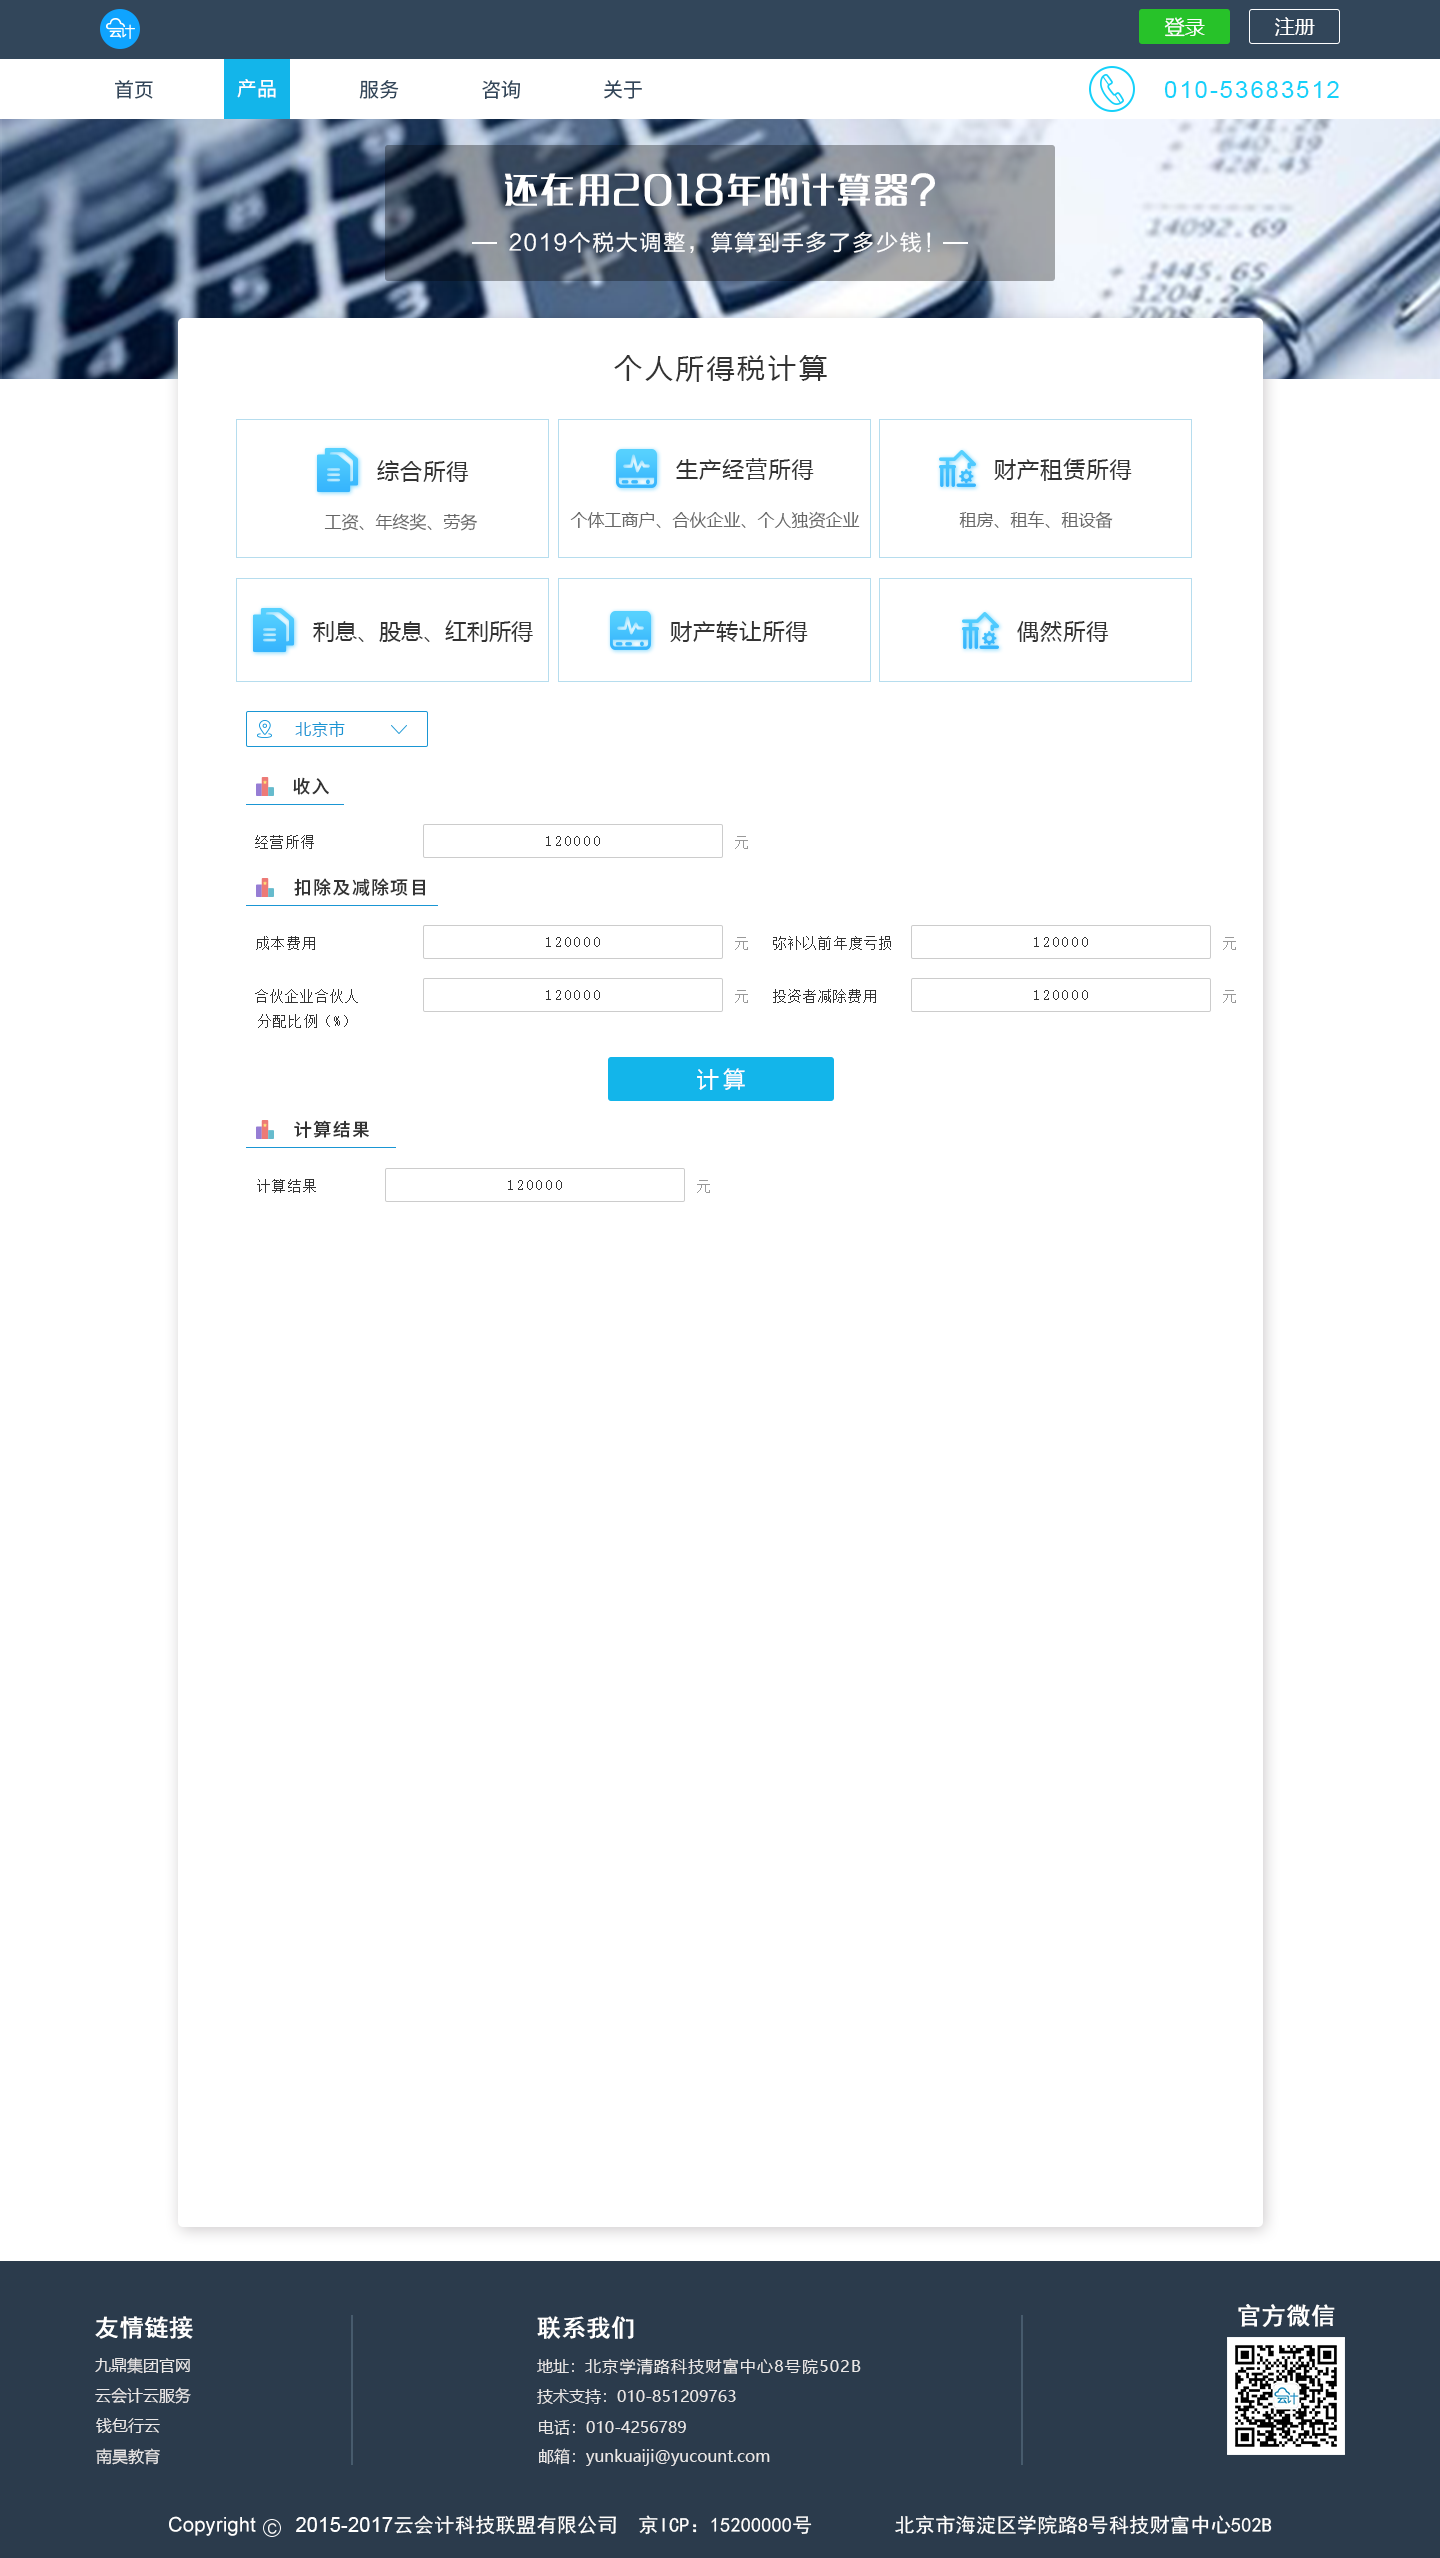 云计
登录 注册
首页 产品 服务 咨询 关于 010-53683512
1241.28
+ 640.39
+ 428.45
14092.69
+ 1445.65
+ 1204.2
还在用2018年的计算器?
— 2019个税大调整，算算到手多了多少钱！—
个人所得税计算
综合所得 生产经营所得 财产租赁所得
工资、年终奖、劳务 个体工商户、合伙企业、个人独资企业 租房、租车、租设备
利息、股息、红利所得 财产转让所得 偶然所得
北京市
收入
经营所得 120000 元
扣除及减除项目
成本费用 120000 元 弥补以前年度亏损 120000 元
合伙企业合伙人 120000 元 投资者减除费用 120000 元
分配比例（%）
计算
计算结果
计算结果 120000 元
友情链接 联系我们 官方微信
九鼎集团官网 地址：北京学清路科技财富中心8号院502B
云会计云服务 技术支持：010-851209763
钱包行云 电话：010-4256789
南昊教育 邮箱：yunkuaiji@yucount.com
云计
Copyright © 2015-2017云会计科技联盟有限公司 京ICP：15200000号 北京市海淀区学院路8号科技财富中心502B